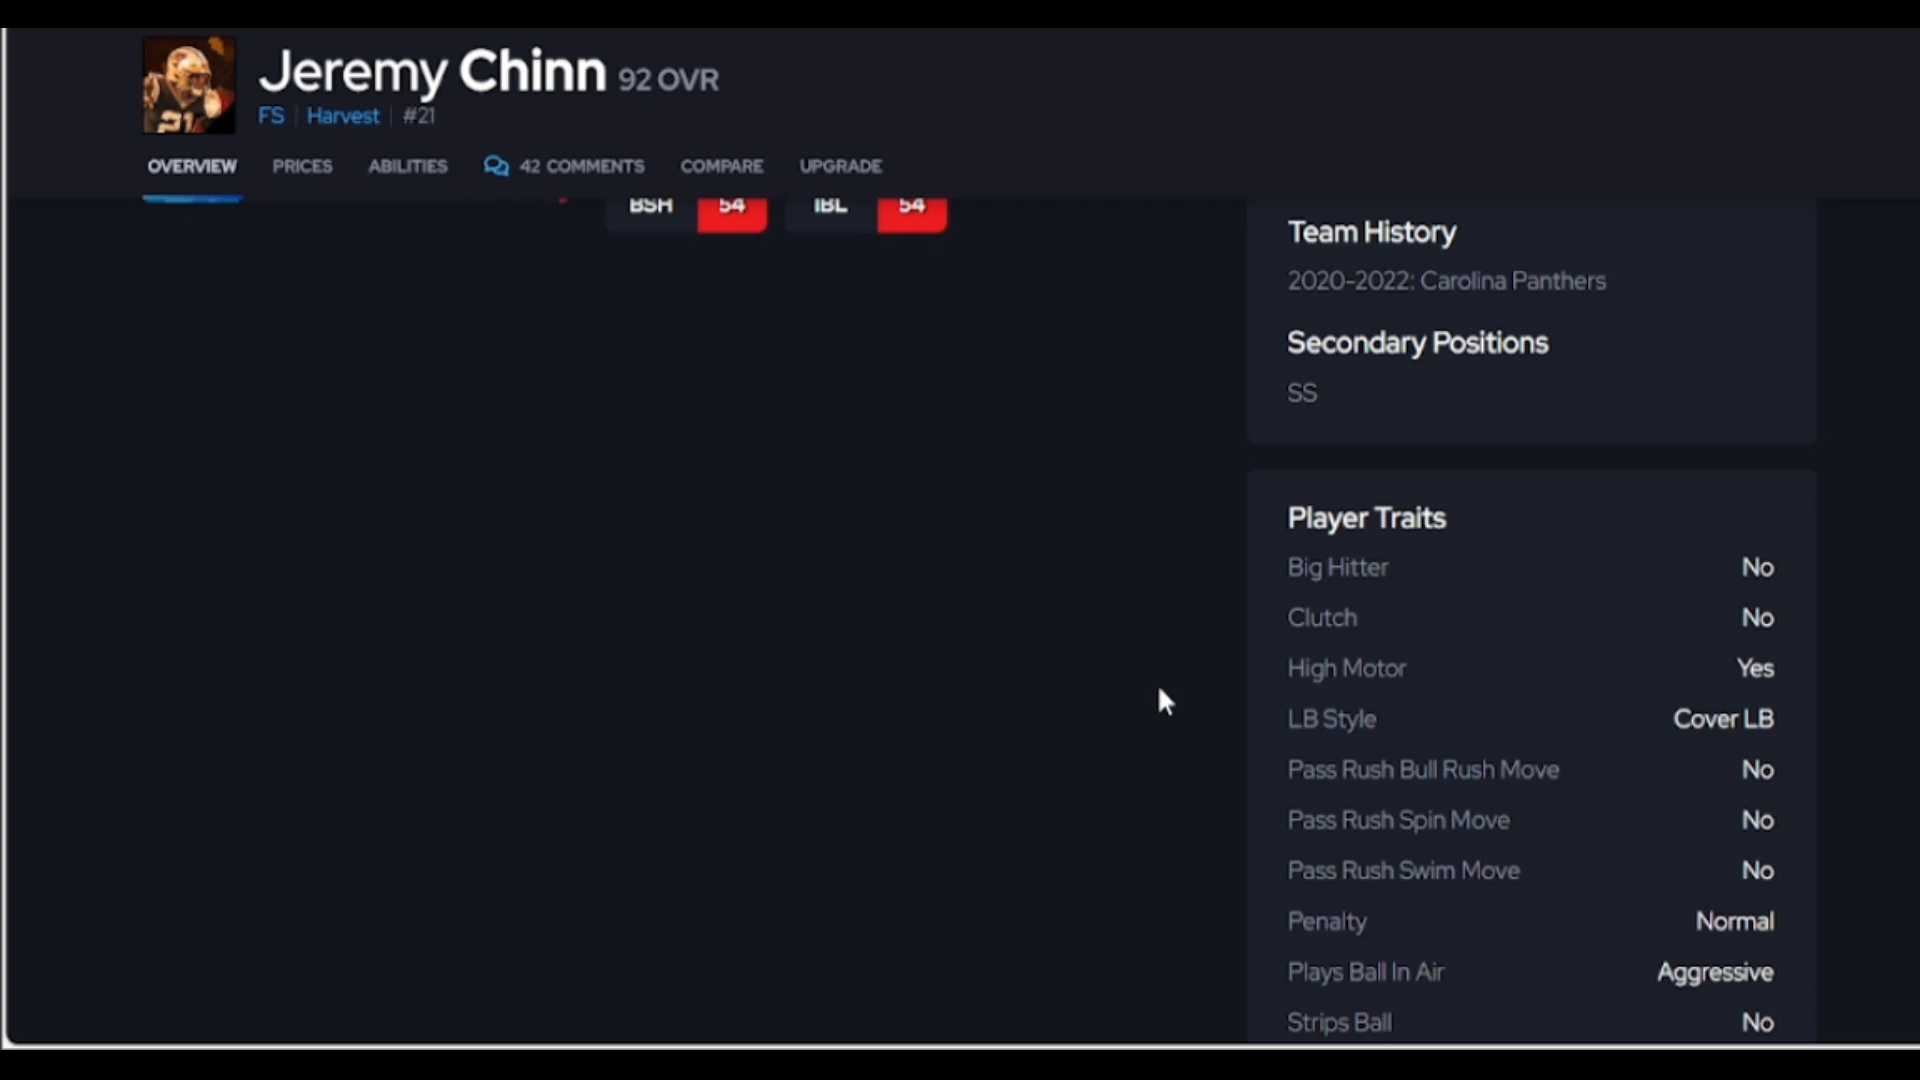 Jeremy Chinn 92 OVR
FS | Harvest | #21
OVERVIEW PRICES ABILITIES 42 COMMENTS COMPARE UPGRADE
BSH 54 IBL 54
Team History
2020-2022: Carolina Panthers
Secondary Positions
SS
Player Traits
Big Hitter No
Clutch No
High Motor Yes
LB Style Cover LB
Pass Rush Bull Rush Move No
Pass Rush Spin Move No
Pass Rush Swim Move No
Penalty Normal
Plays Ball In Air Aggressive
Strips Ball No